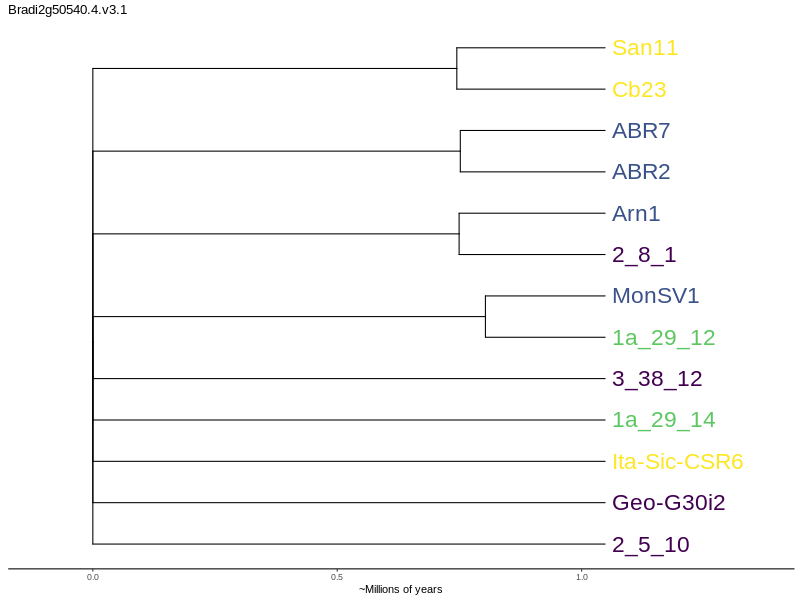 Bradi2g50540.4.v3.1
San11
Cb23
ABR7
ABR2
Arn1
2_8_1
MonSV1
1a_29_12
3_38_12
1a_29_14
Ita-Sic-CSR6
Geo-G30i2
2_5_10
0.0 0.5 1.0
~Millions of years